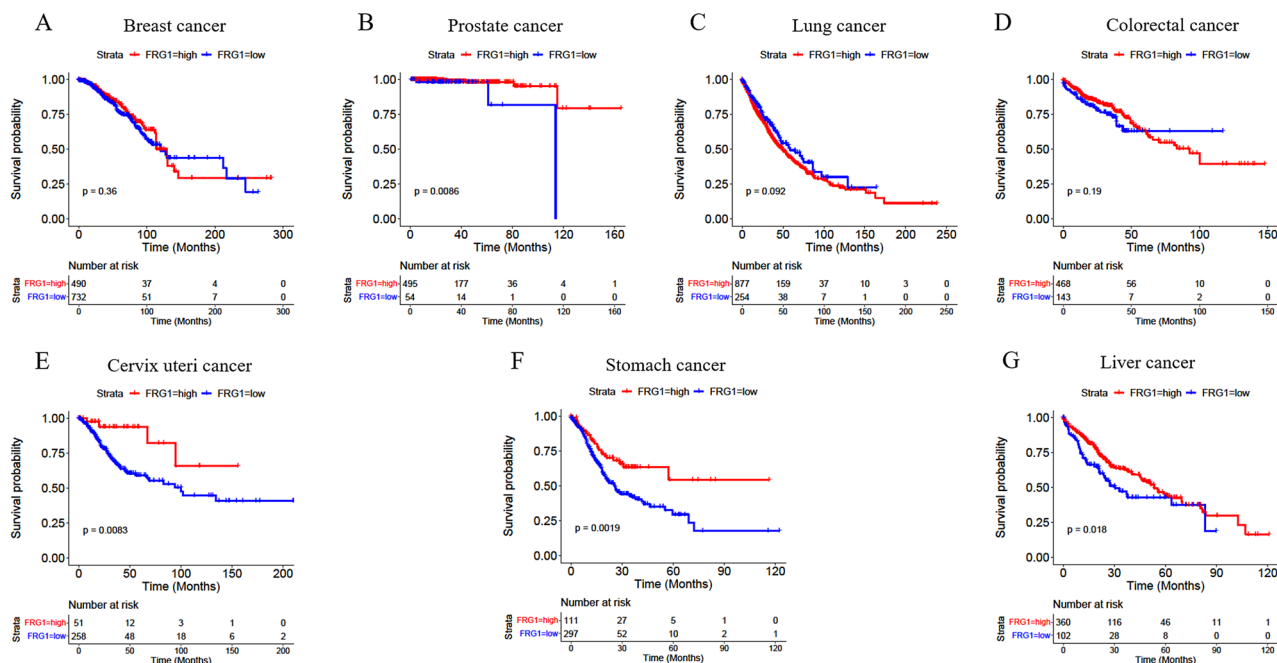 A Breast cancer
Strata FRG1=high FRG1=low
Survival probability
1.00
0.75
0.50
0.25
0.00
p = 0.36
0 100 200 300
Time (Months)
Number at risk
Strata
FRG1=high 490 37 4 0
FRG1=low 732 51 7 0
0 100 200 300
Time (Months)
B Prostate cancer
Strata FRG1=high FRG1=low
Survival probability
1.00
0.75
0.50
0.25
0.00
p = 0.0086
0 40 80 120 160
Time (Months)
Number at risk
Strata
FRG1=high 495 177 36 4 1
FRG1=low 54 14 1 0 0
0 40 80 120 160
Time (Months)
C Lung cancer
Strata FRG1=high FRG1=low
Survival probability
1.00
0.75
0.50
0.25
0.00
p = 0.092
0 50 100 150 200 250
Time (Months)
Number at risk
Strata
FRG1=high 877 159 37 10 3 0
FRG1=low 254 38 7 1 0 0
0 50 100 150 200 250
Time (Months)
D Colorectal cancer
Strata FRG1=high FRG1=low
Survival probability
1.00
0.75
0.50
0.25
0.00
p = 0.19
0 50 100 150
Time (Months)
Number at risk
Strata
FRG1=high 468 56 10 0
FRG1=low 143 7 2 0
0 50 100 150
Time (Months)
E Cervix uteri cancer
Strata FRG1=high FRG1=low
Survival probability
1.00
0.75
0.50
0.25
0.00
p = 0.0083
0 50 100 150 200
Time (Months)
Number at risk
Strata
FRG1=high 51 12 3 1 0
FRG1=low 258 48 18 6 2
0 50 100 150 200
Time (Months)
F Stomach cancer
Strata FRG1=high FRG1=low
Survival probability
1.00
0.75
0.50
0.25
0.00
p = 0.0019
0 30 60 90 120
Time (Months)
Number at risk
Strata
FRG1=high 111 27 5 1 0
FRG1=low 297 52 10 2 1
0 30 60 90 120
Time (Months)
G Liver cancer
Strata FRG1=high FRG1=low
Survival probability
1.00
0.75
0.50
0.25
0.00
p = 0.018
0 30 60 90 120
Time (Months)
Number at risk
Strata
FRG1=high 360 116 46 11 1
FRG1=low 102 28 8 0 0
0 30 60 90 120
Time (Months)